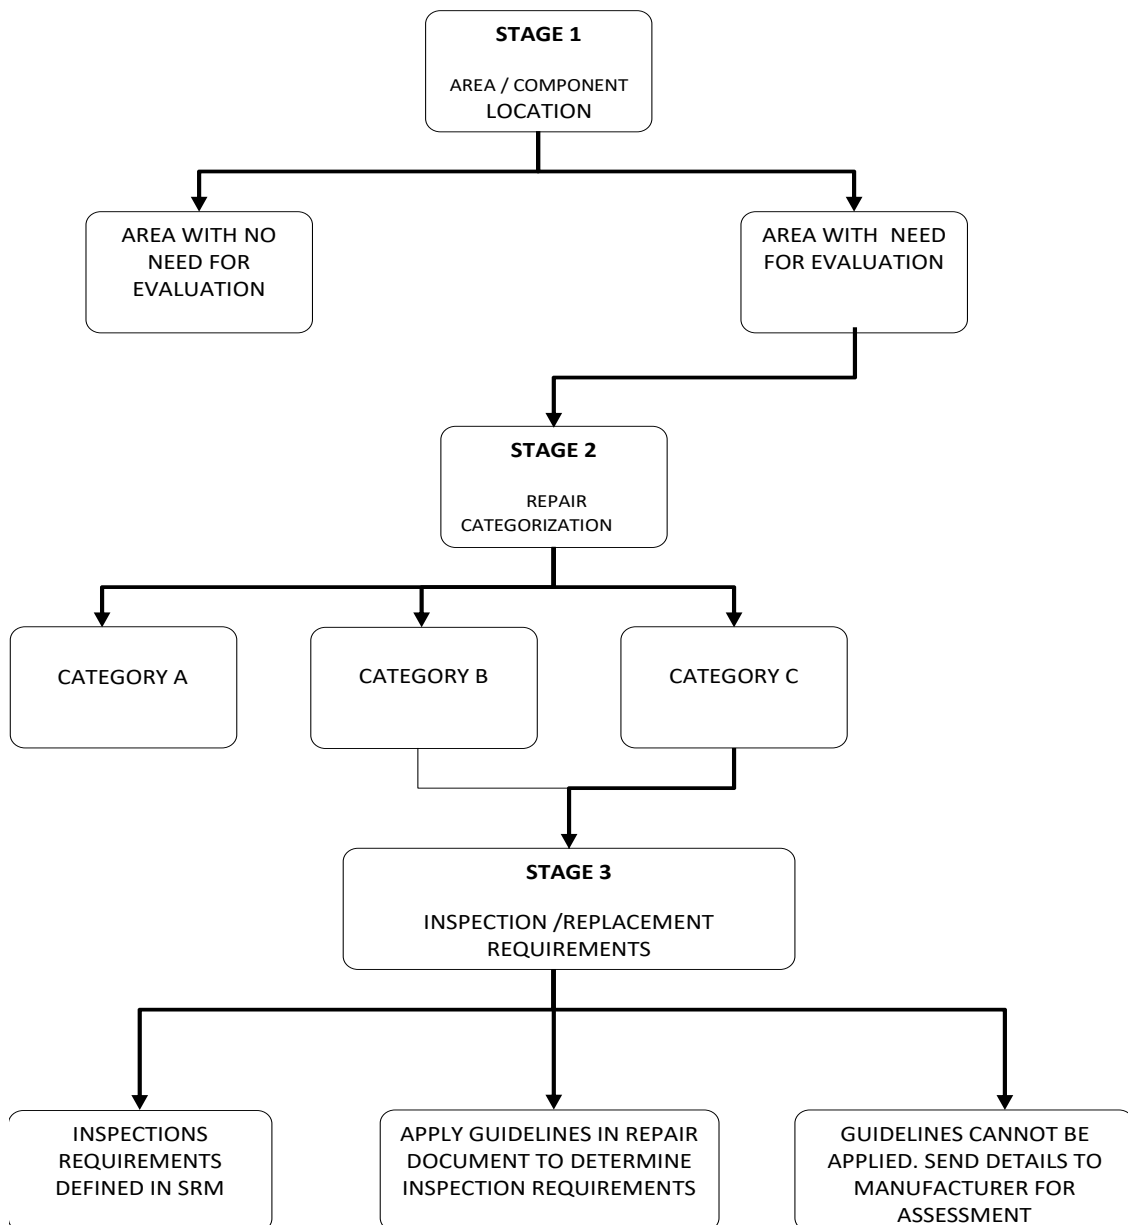 STAGE 1
AREA / COMPONENT
LOCATION
AREA WITH NO
NEED FOR
EVALUATION
AREA WITH NEED
FOR EVALUATION
STAGE 2
REPAIR
CATEGORIZATION
CATEGORY A
CATEGORY B
CATEGORY C
STAGE 3
INSPECTION /REPLACEMENT
REQUIREMENTS
INSPECTIONS
REQUIREMENTS
DEFINED IN SRM
APPLY GUIDELINES IN REPAIR
DOCUMENT TO DETERMINE
INSPECTION REQUIREMENTS
GUIDELINES CANNOT BE
APPLIED. SEND DETAILS TO
MANUFACTURER FOR
ASSESSMENT